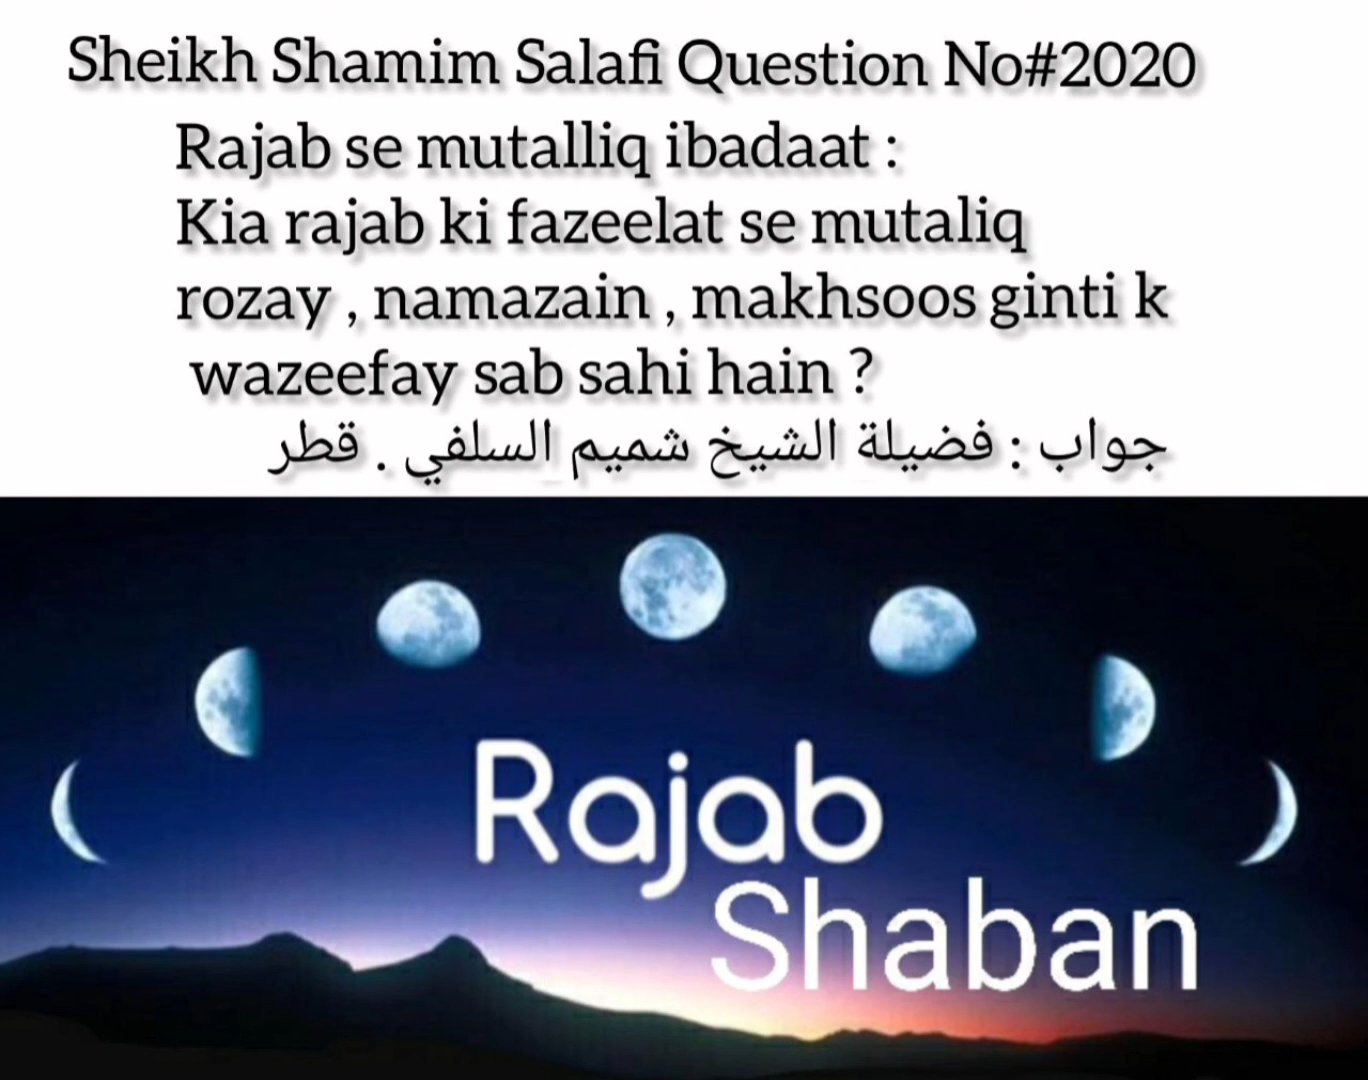 Sheikh Shamim Salafi Question No#2020
Rajab se mutalliq ibadaat :
Kia rajab ki fazeelat se mutaliq
rozay , namazain , makhsoos ginti k
wazeefay sab sahi hain ?
جواب : فضيلة الشيخ شميم السلفي . قطر
Rajab
Shaban